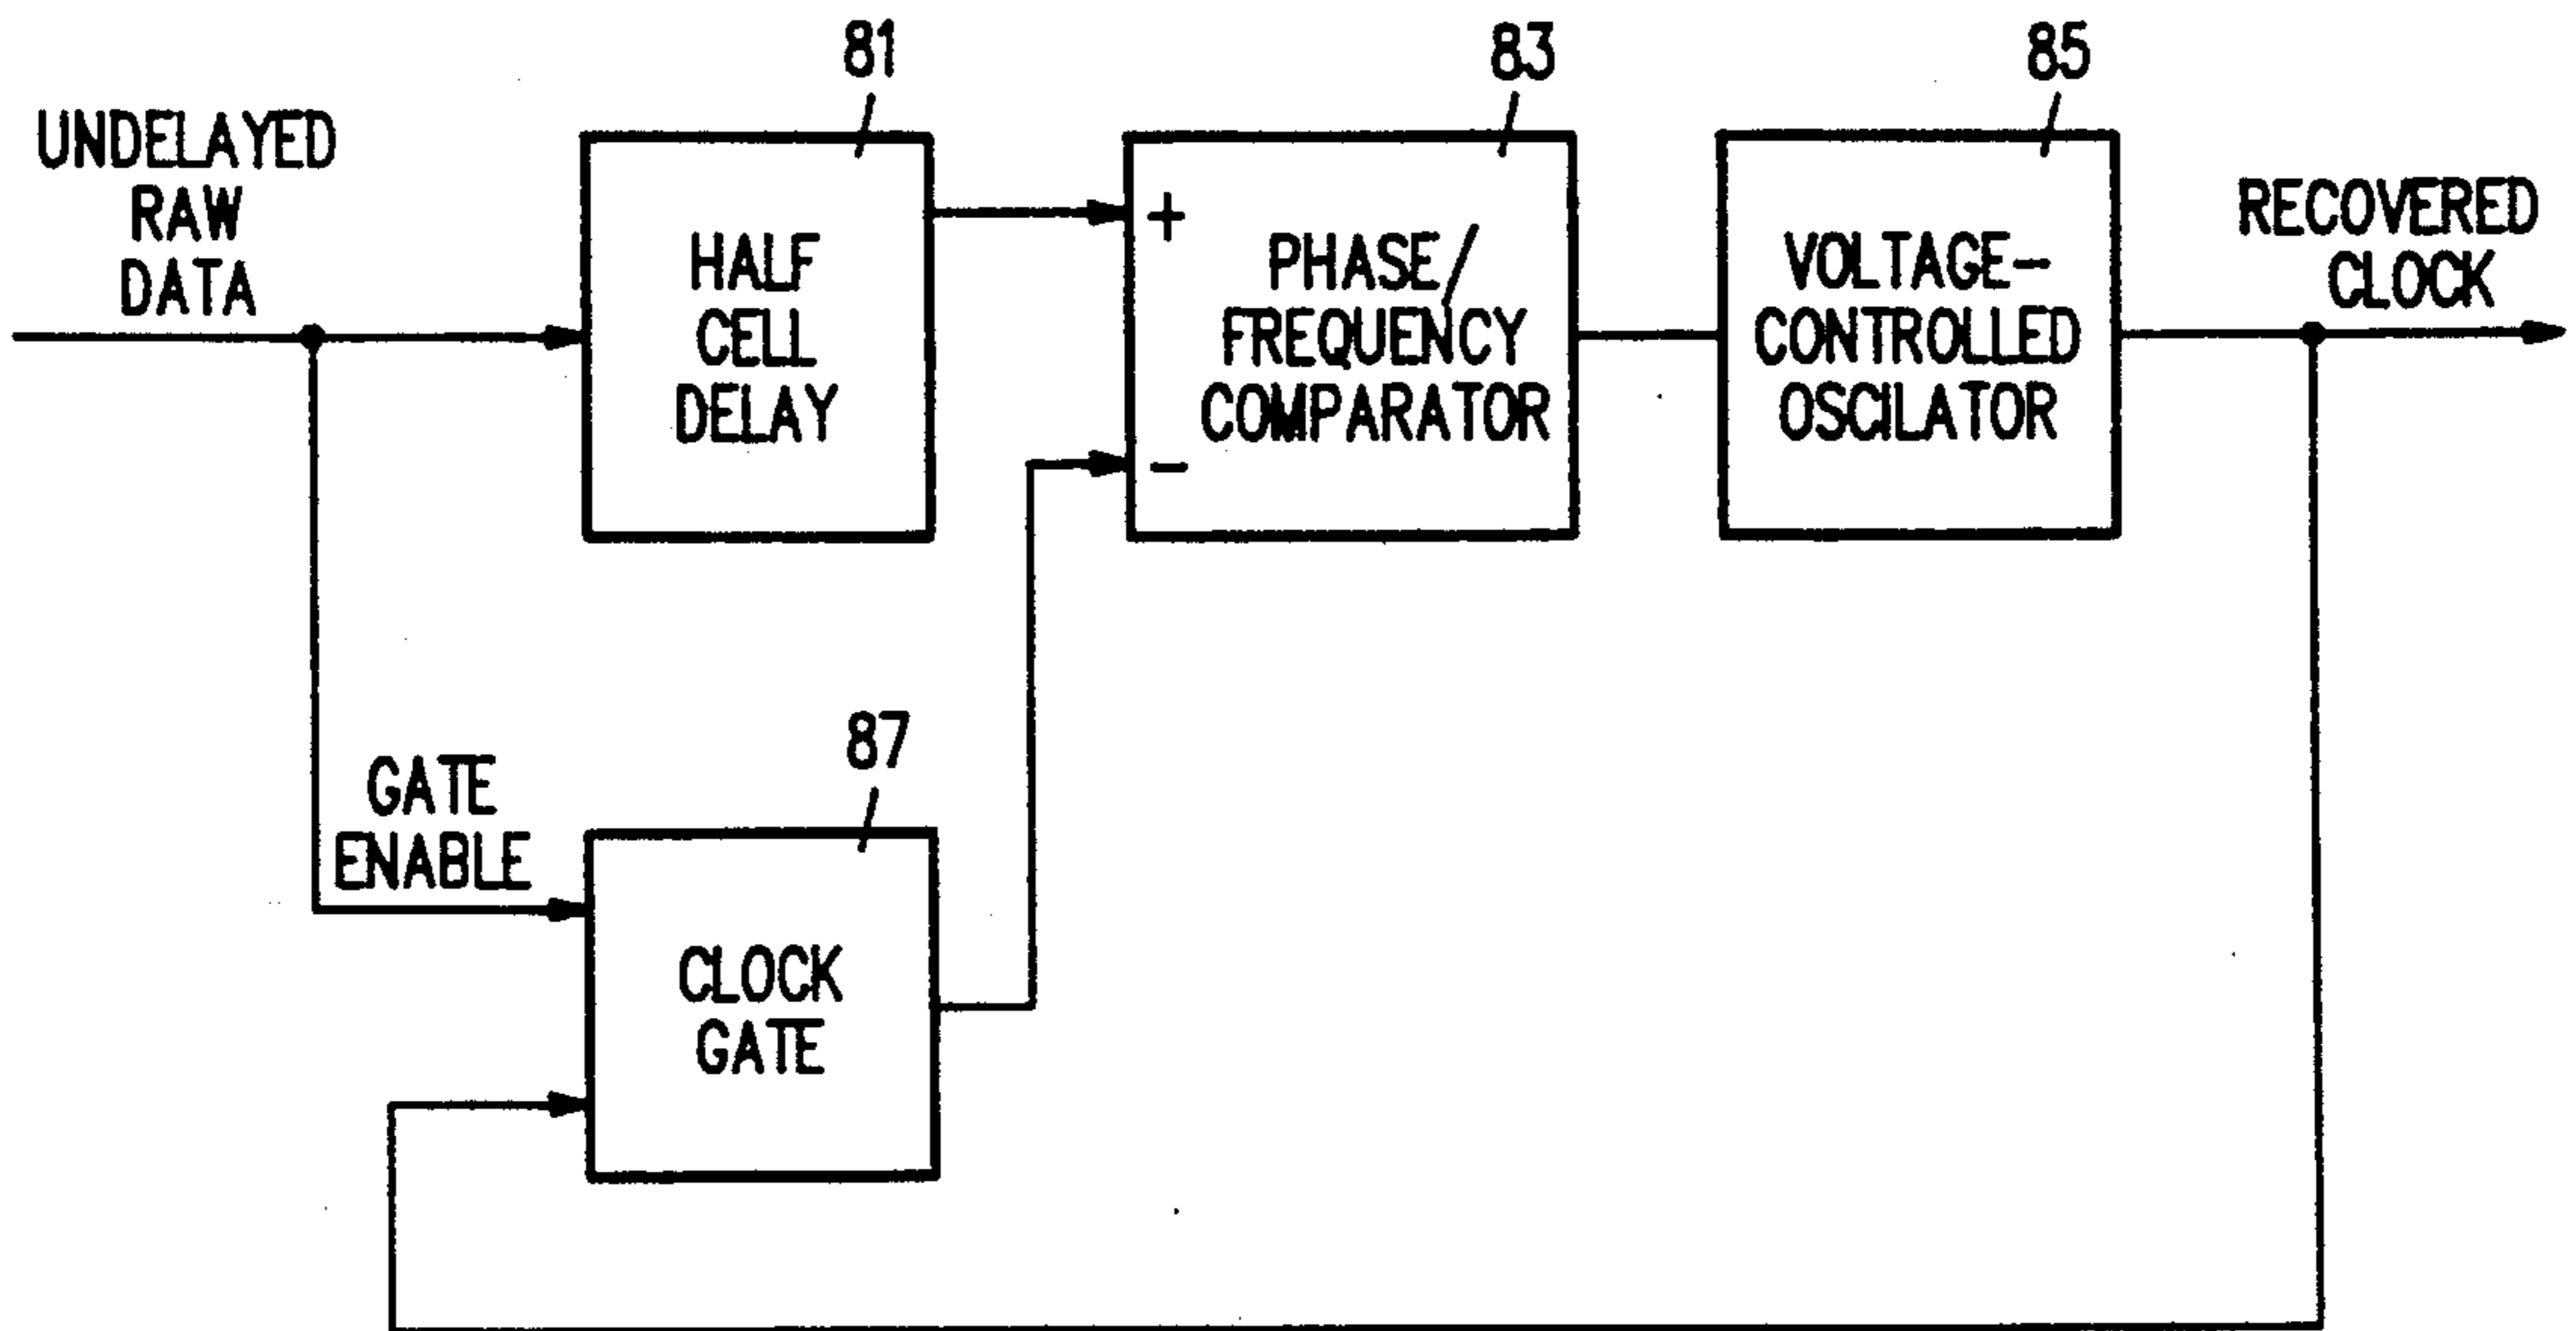 81
83
85
UNDELAYED
RAW
DATA
HALF
CELL
DELAY
+
-
PHASE/
FREQUENCY
COMPARATOR
VOLTAGE-
CONTROLLED
OSCILATOR
RECOVERED
CLOCK
87
GATE
ENABLE
CLOCK
GATE